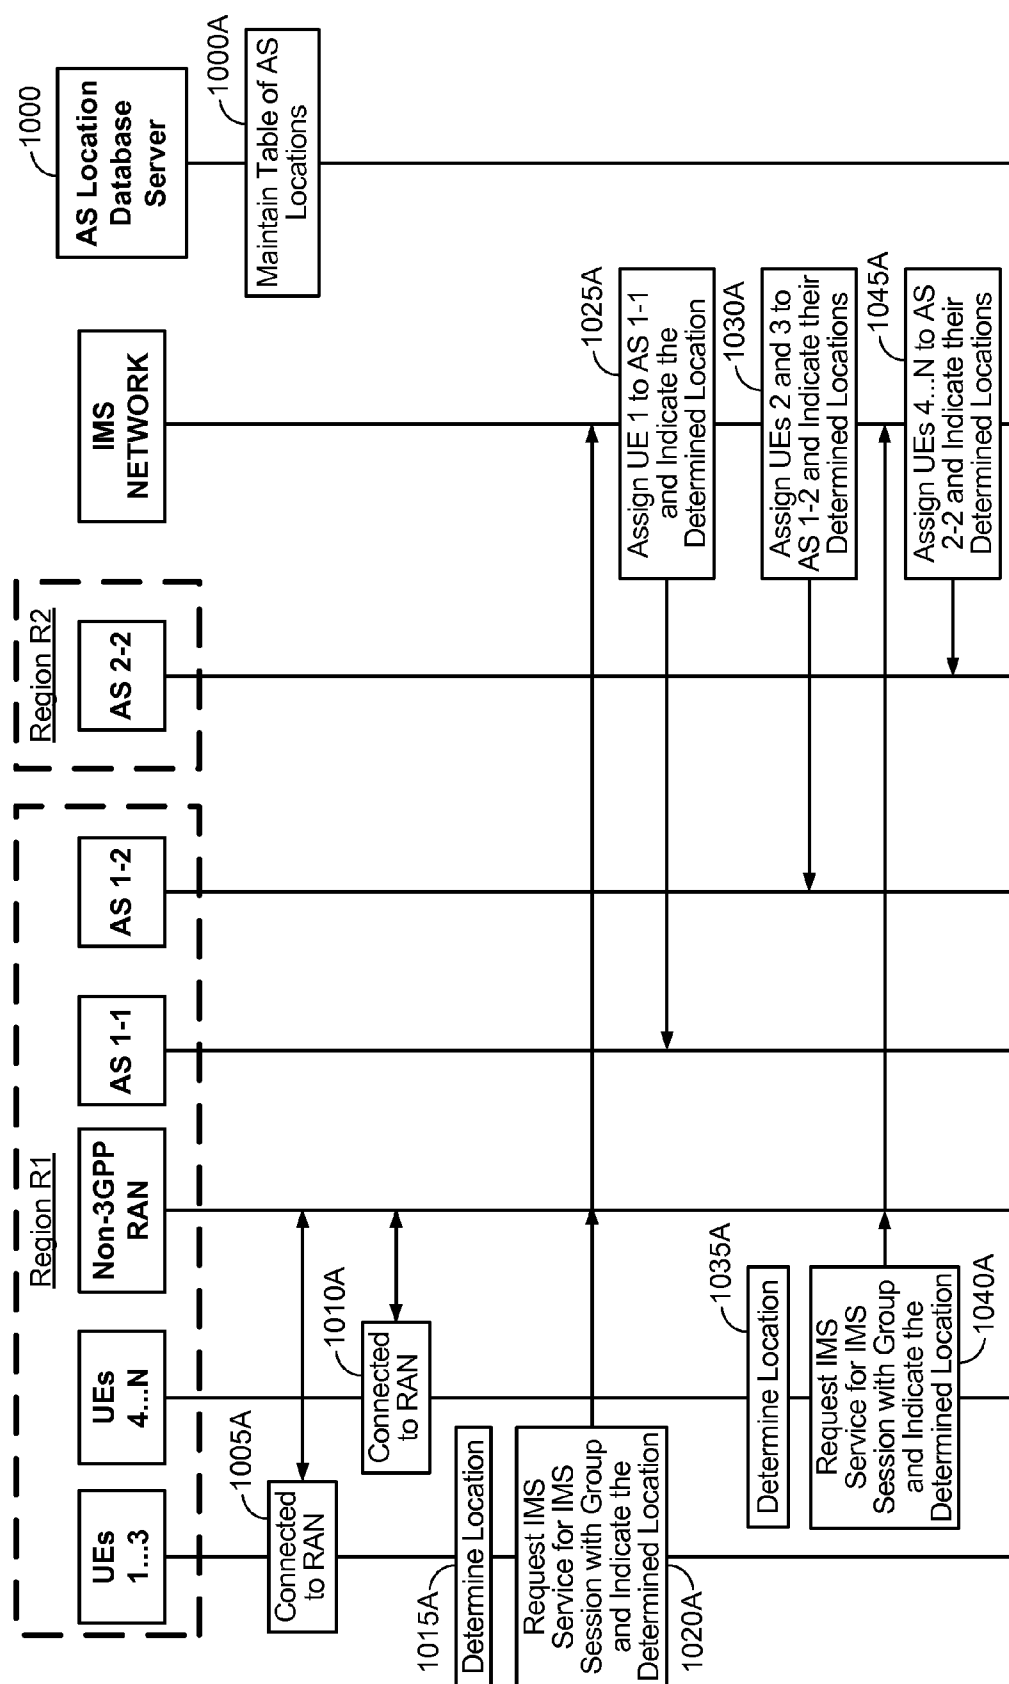 Region R1
Region R2
UEs
1...3
UEs
4...N
Non-3GPP
RAN
AS 1-1
AS 1-2
AS 2-2
IMS
NETWORK
1000
AS Location
Database
Server
1000A
Maintain Table of AS
Locations
1005A
Connected
to RAN
1010A
Connected
to RAN
1015A
Determine Location
Request IMS
Service for IMS
Session with Group
and Indicate the
Determined Location
1020A
1025A
Assign UE 1 to AS 1-1
and Indicate the
Determined Location
1030A
Assign UEs 2 and 3 to
AS 1-2 and Indicate their
Determined Locations
1035A
Determine Location
Request IMS
Service for IMS
Session with Group
and Indicate the
Determined Location
1040A
1045A
Assign UEs 4...N to AS
2-2 and Indicate their
Determined Locations